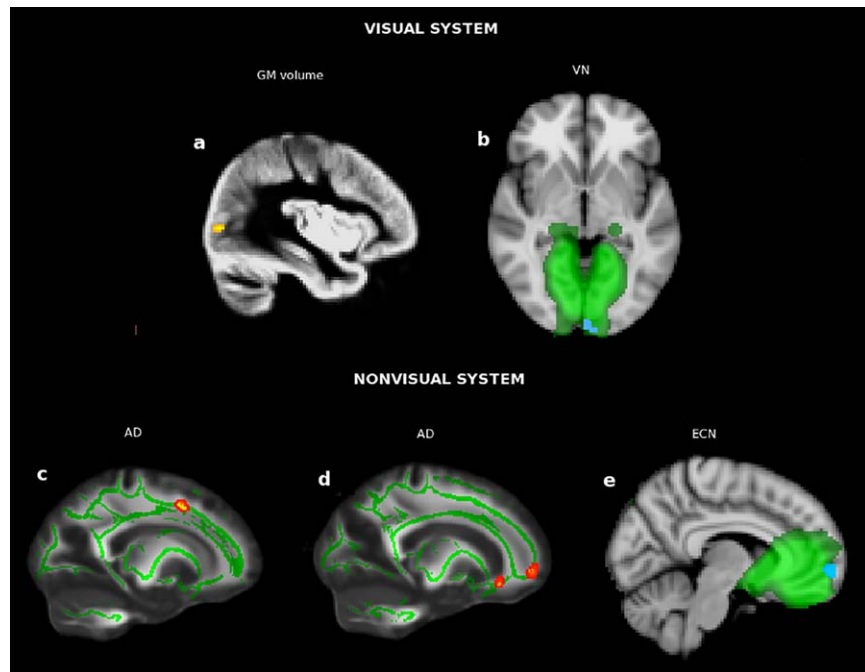 VISUAL SYSTEM
GM volume
VN
a
b
NONVISUAL SYSTEM
AD
AD
ECN
c
d
e